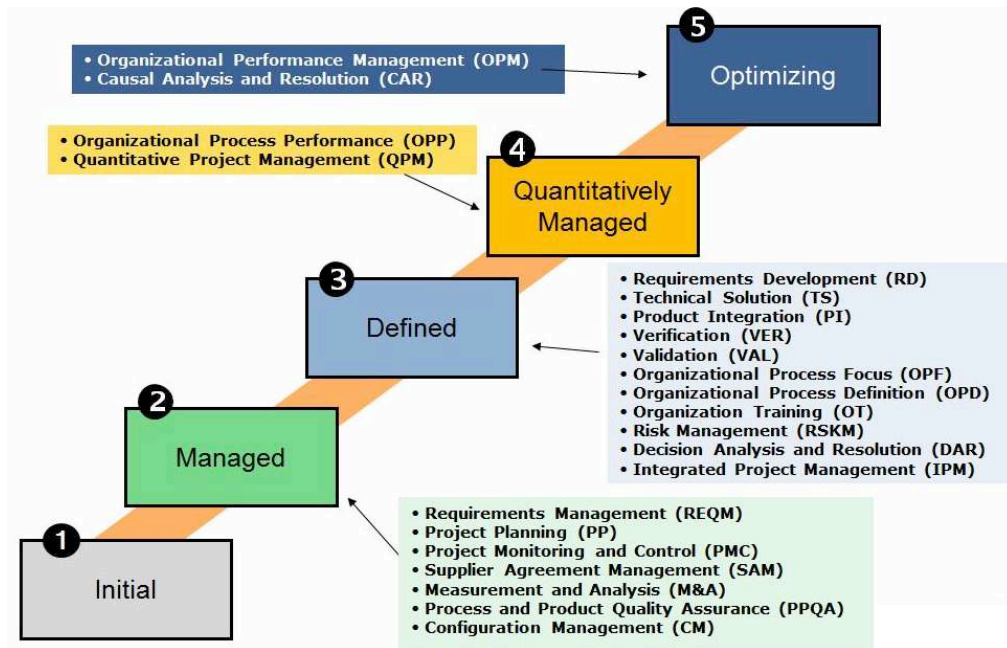 5
Optimizing
• Organizational Performance Management (OPM)
• Causal Analysis and Resolution (CAR)
4
Quantitatively
Managed
• Organizational Process Performance (OPP)
• Quantitative Project Management (QPM)
3
Defined
• Requirements Development (RD)
• Technical Solution (TS)
• Product Integration (PI)
• Verification (VER)
• Validation (VAL)
• Organizational Process Focus (OPF)
• Organizational Process Definition (OPD)
• Organization Training (OT)
• Risk Management (RSKM)
• Decision Analysis and Resolution (DAR)
• Integrated Project Management (IPM)
2
Managed
• Requirements Management (REQM)
• Project Planning (PP)
• Project Monitoring and Control (PMC)
• Supplier Agreement Management (SAM)
• Measurement and Analysis (M&A)
• Process and Product Quality Assurance (PPQA)
• Configuration Management (CM)
1
Initial